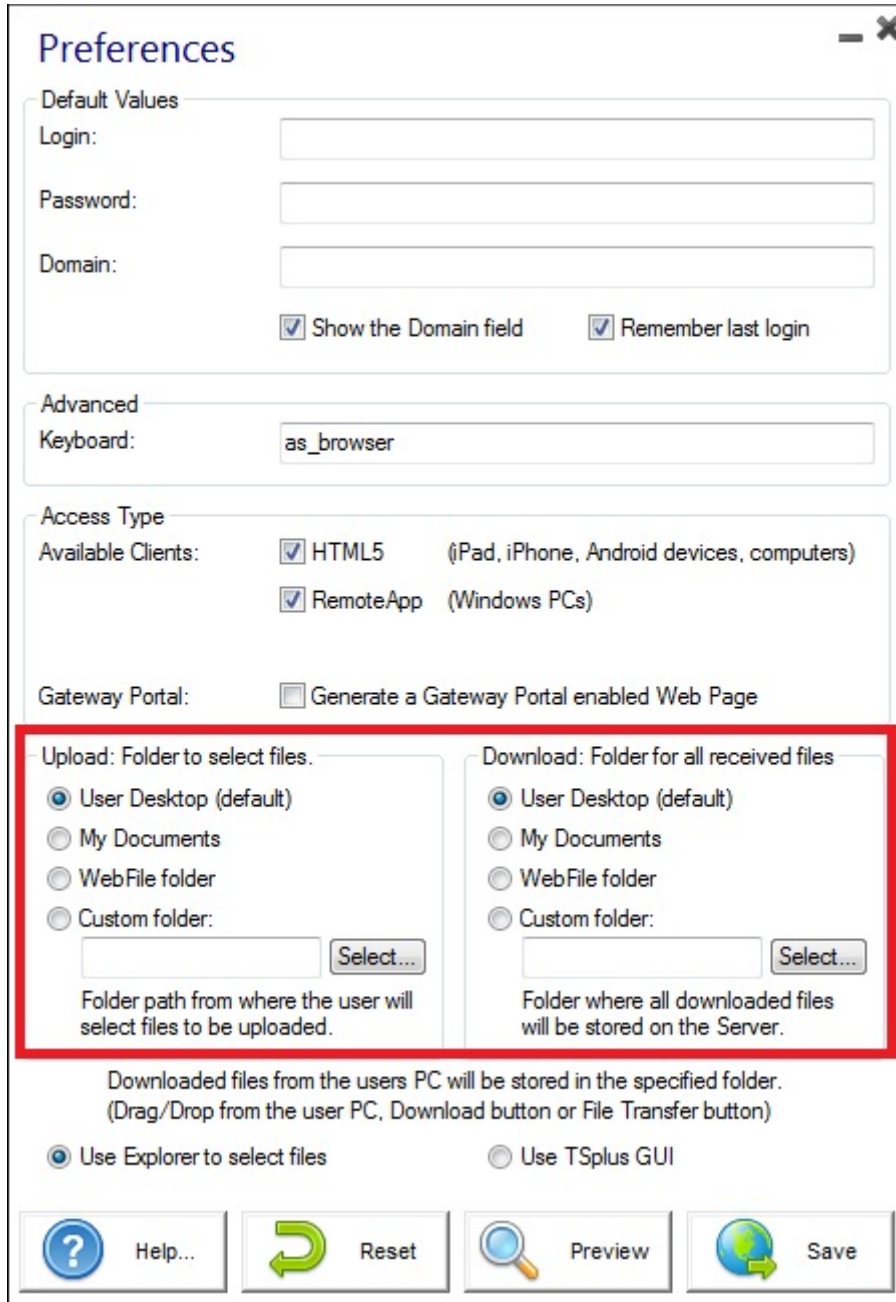 Preferences
Default Values
Login:
Password:
Domain:
Show the Domain field Remember last login
Advanced
Keyboard: as_browser
Access Type
Available Clients: HTML5 (iPad, iPhone, Android devices, computers)
RemoteApp (Windows PCs)
Gateway Portal: Generate a Gateway Portal enabled Web Page
Upload: Folder to select files.
User Desktop (default)
My Documents
WebFile folder
Custom folder:
Select...
Folder path from where the user will
select files to be uploaded.
Download: Folder for all received files
User Desktop (default)
My Documents
WebFile folder
Custom folder:
Select...
Folder where all downloaded files
will be stored on the Server.
Downloaded files from the users PC will be stored in the specified folder.
(Drag/Drop from the user PC, Download button or File Transfer button)
Use Explorer to select files Use TSplus GUI
Help... Reset Preview Save